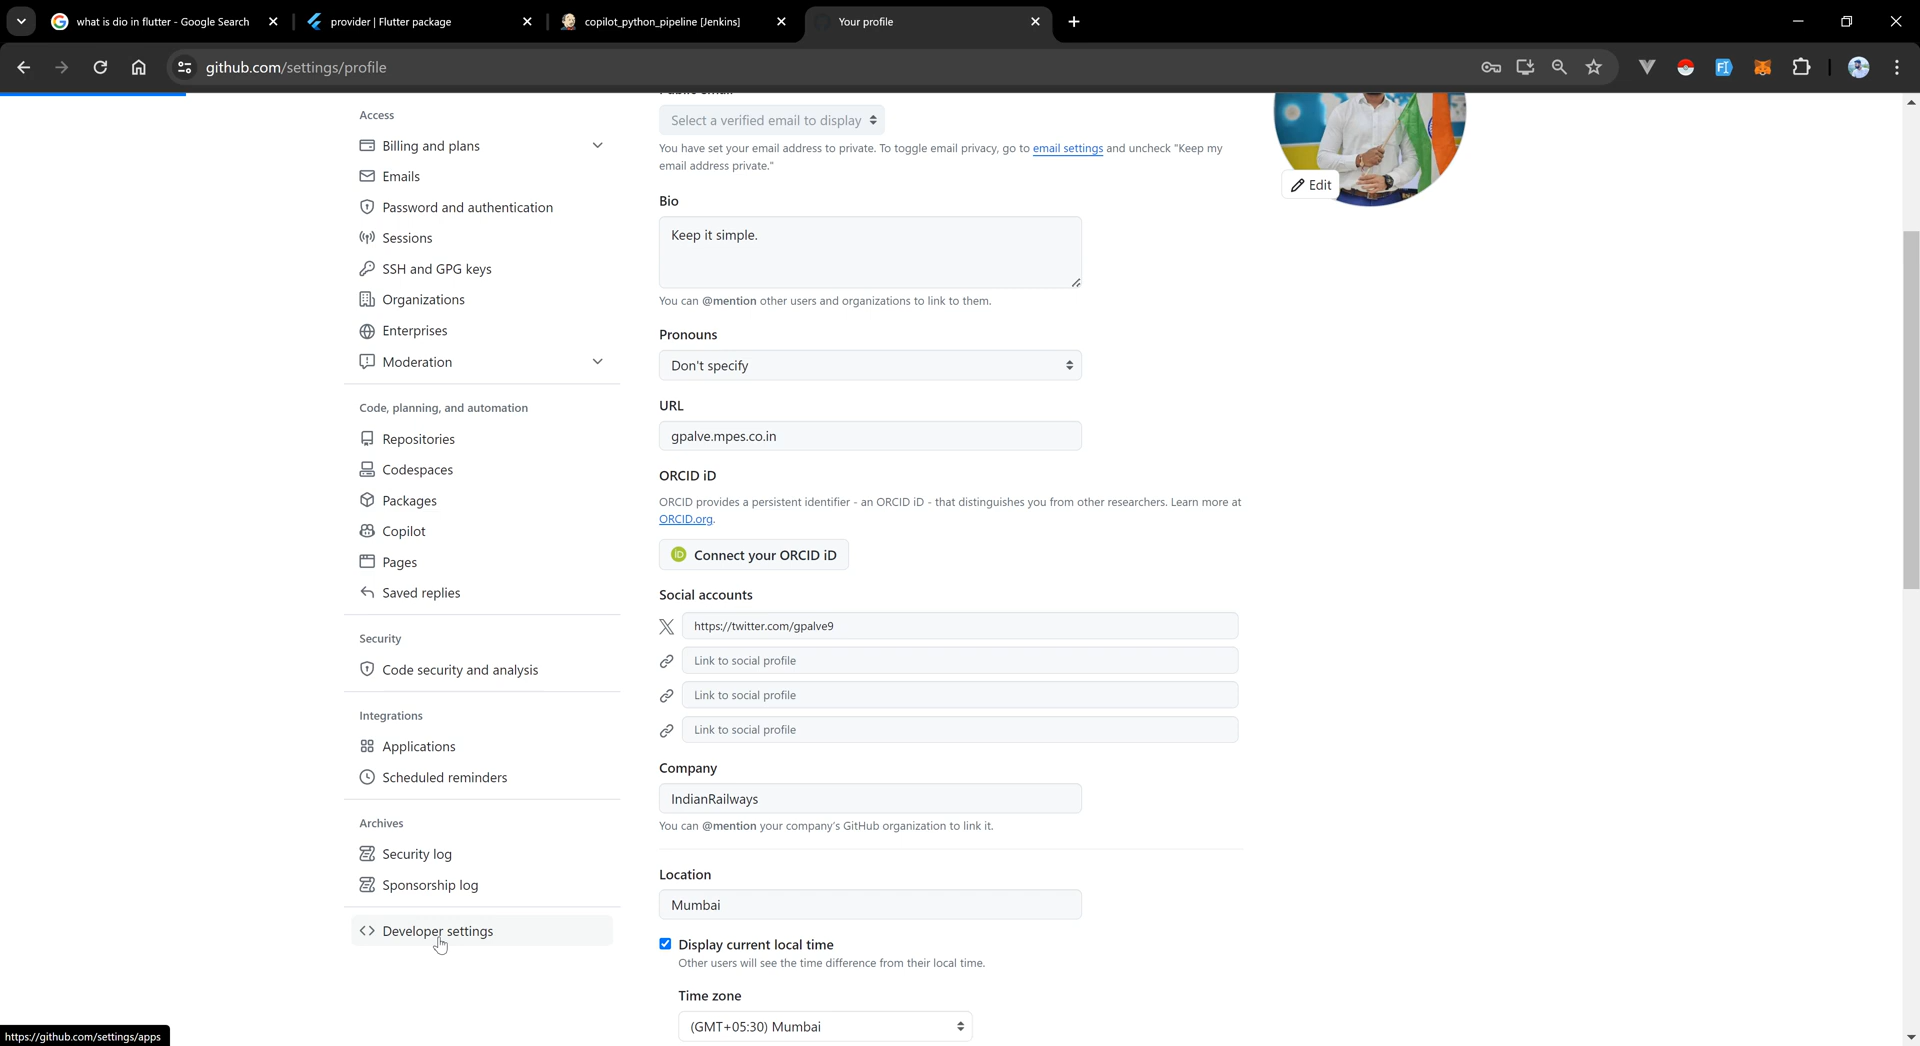 what is dio in flutter - Google Search
provider | Flutter package
copilot_python_pipeline [Jenkins]
Your profile
github.com/settings/profile
Access
Billing and plans
Emails
Password and authentication
Sessions
SSH and GPG keys
Organizations
Enterprises
Moderation
Code, planning, and automation
Repositories
Codespaces
Packages
Copilot
Pages
Saved replies
Security
Code security and analysis
Integrations
Applications
Scheduled reminders
Archives
Security log
Sponsorship log
Developer settings
Select a verified email to display
You have set your email address to private. To toggle email privacy, go to email settings and uncheck "Keep my
email address private."
Bio
Keep it simple.
You can @mention other users and organizations to link to them.
Pronouns
Don't specify
URL
gpalve.mpes.co.in
ORCID iD
ORCID provides a persistent identifier - an ORCID iD - that distinguishes you from other researchers. Learn more at
ORCID.org.
iD Connect your ORCID iD
Social accounts
https://twitter.com/gpalve9
Link to social profile
Link to social profile
Link to social profile
Company
IndianRailways
You can @mention your company's GitHub organization to link it.
Location
Mumbai
Display current local time
Other users will see the time difference from their local time.
Time zone
(GMT+05:30) Mumbai
Edit
https://github.com/settings/apps